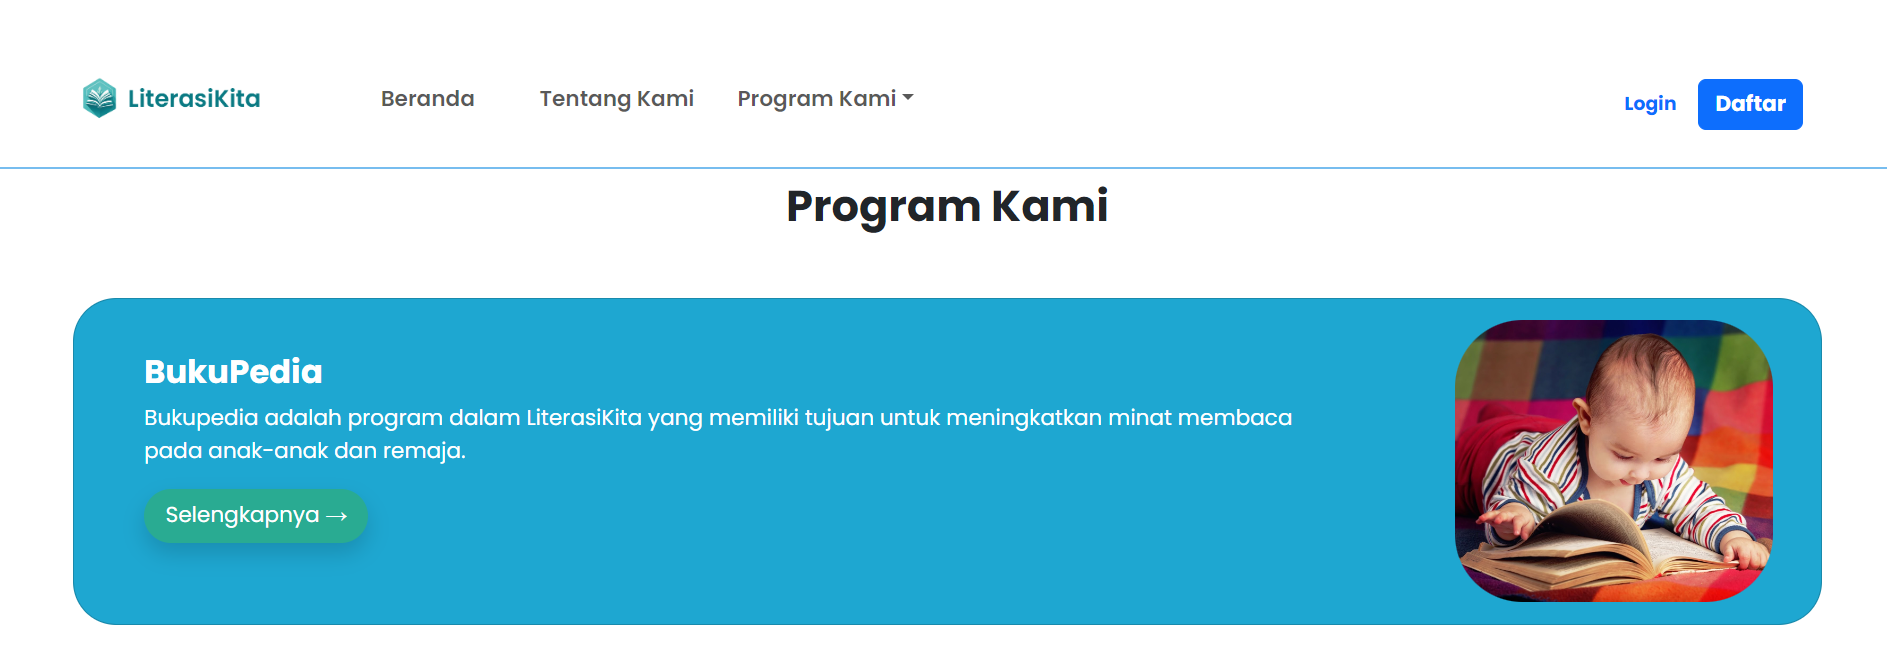 LiterasiKita
Beranda
Tentang Kami
Program Kami
Login
Daftar
Program Kami
BukuPedia
Bukupedia adalah program dalam LiterasiKita yang memiliki tujuan untuk meningkatkan minat membaca
pada anak-anak dan remaja.
Selengkapnya →